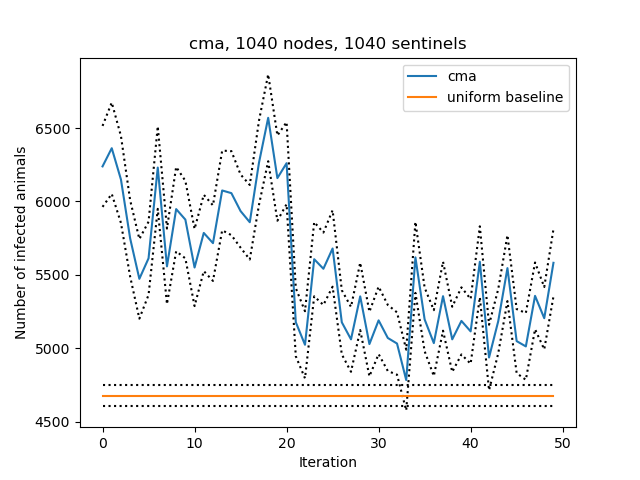 cma, 1040 nodes, 1040 sentinels
cma
uniform baseline
Number of infected animals
6500
6000
5500
5000
4500
0 10 20 30 40 50
Iteration